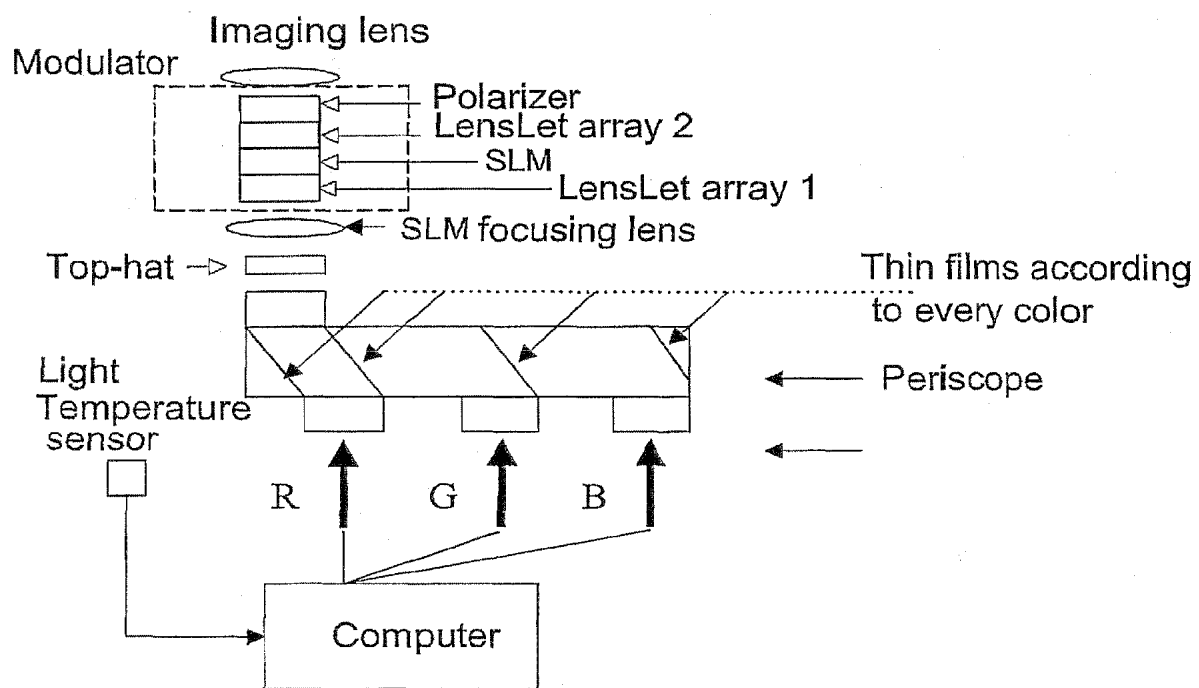 Imaging lens
Modulator
Polarizer
LensLet array 2
SLM
LensLet array 1
SLM focusing lens
Top-hat
Thin films according
to every color
Light
Temperature
sensor
Periscope
R
G
B
Computer